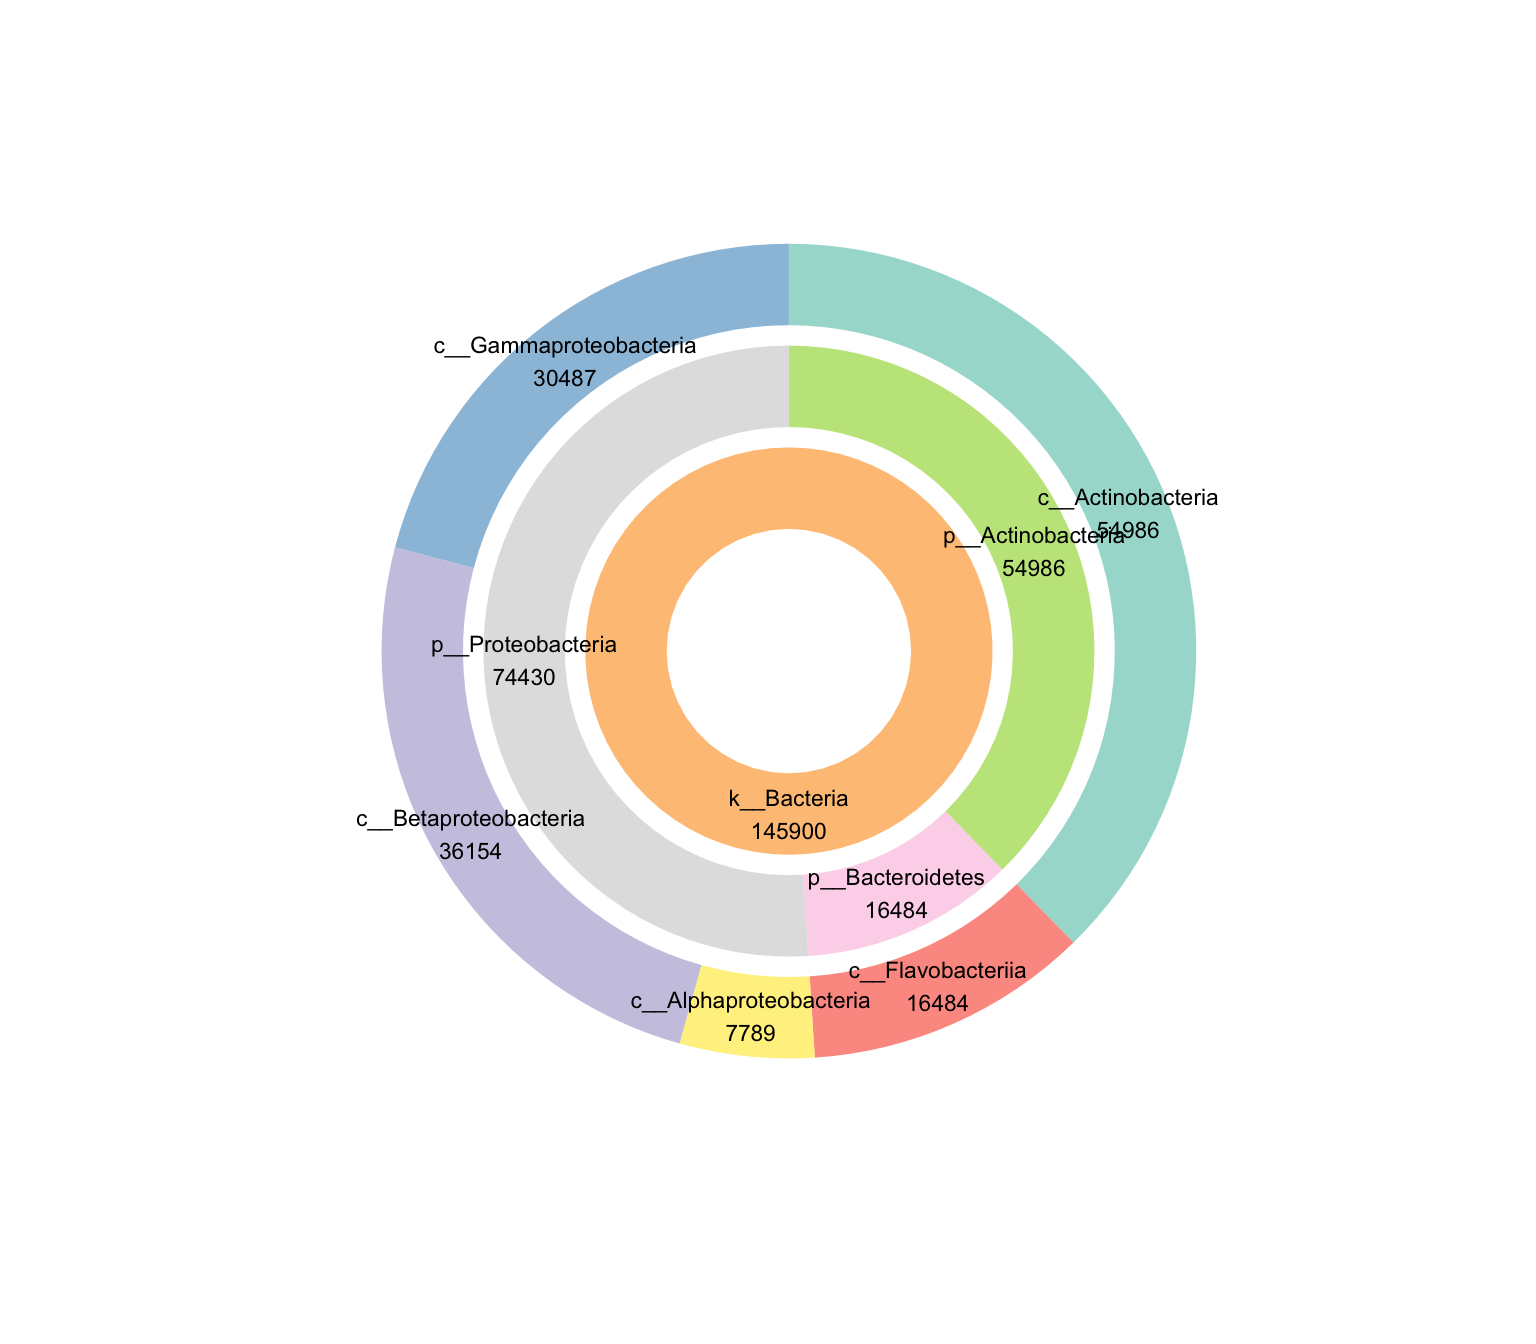 c__Gammaproteobacteria
30487
c__Actinobacteria
54986
p__Actinobacteria
54986
p__Proteobacteria
74430
k__Bacteria
145900
c__Betaproteobacteria
36154
p__Bacteroidetes
16484
c__Flavobacteriia
16484
c__Alphaproteobacteria
7789